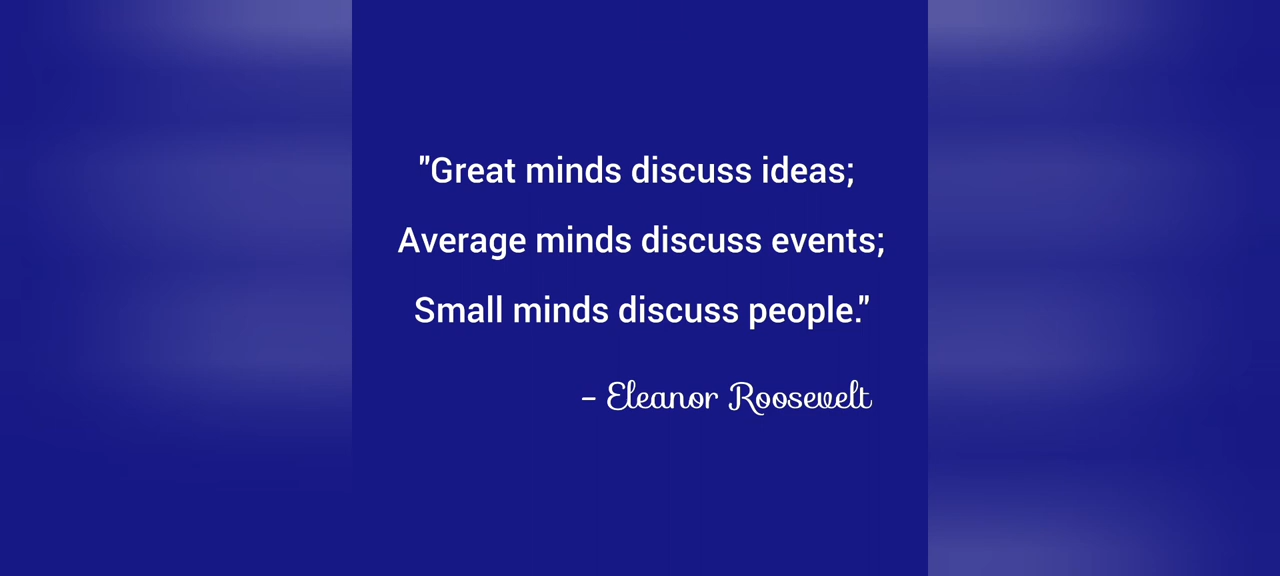 "Great minds discuss ideas;
Average minds discuss events;
Small minds discuss people."
– Eleanor Roosevelt